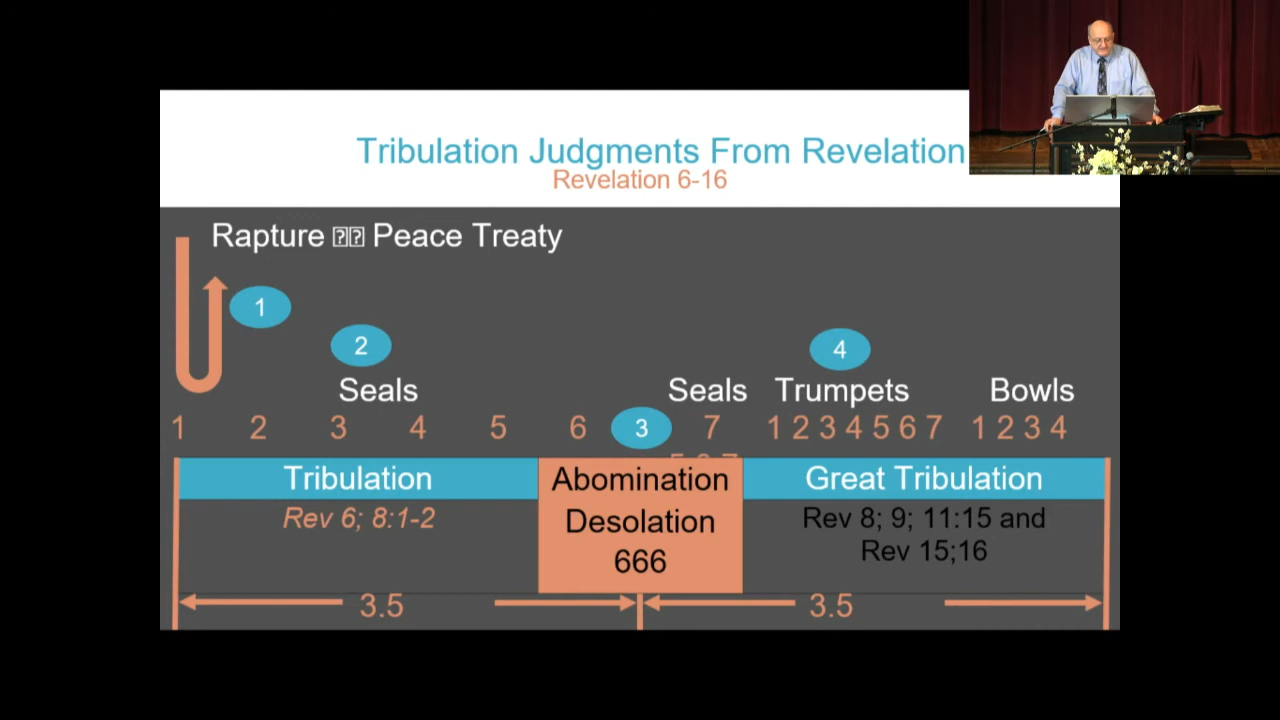 Tribulation Judgments From Revelation
Revelation 6-16
Rapture Peace Treaty
1
2
4
Seals
Seals
Trumpets
Bowls
1 2 3 4 5 6 3 7 1 2 3 4 5 6 7 1 2 3 4
Tribulation
Rev 6; 8:1-2
Abomination
Desolation
666
Great Tribulation
Rev 8; 9; 11:15 and
Rev 15;16
3.5
3.5